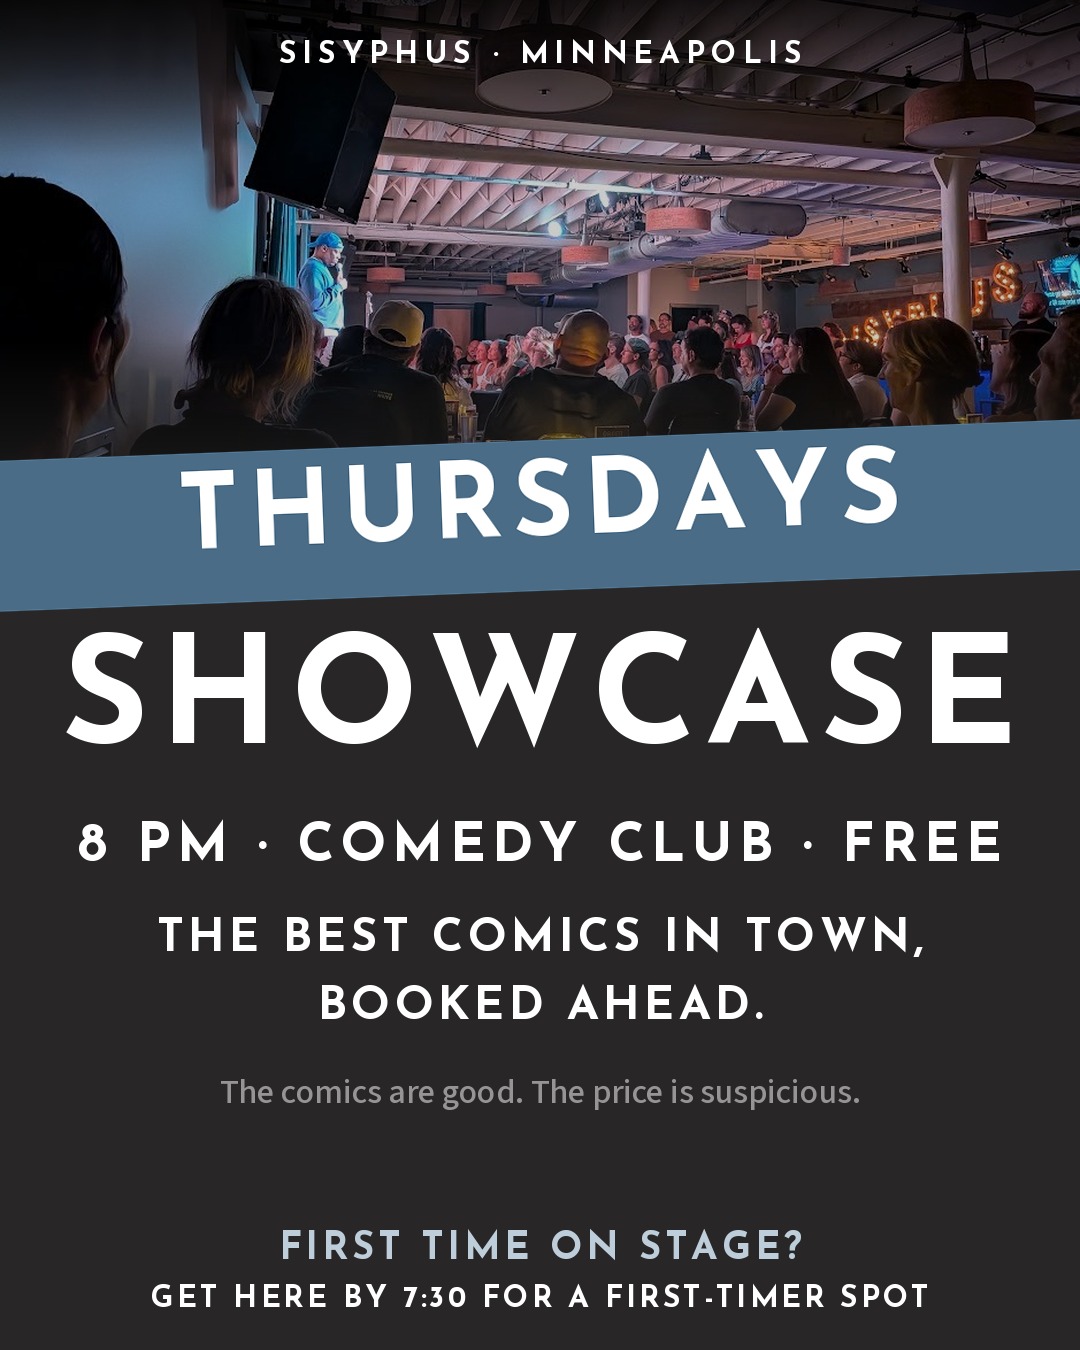 SISYPHUS · MINNEAPOLIS
THURSDAYS
SHOWCASE
8 PM · COMEDY CLUB · FREE
THE BEST COMICS IN TOWN,
BOOKED AHEAD.
The comics are good. The price is suspicious.
FIRST TIME ON STAGE?
GET HERE BY 7:30 FOR A FIRST-TIMER SPOT